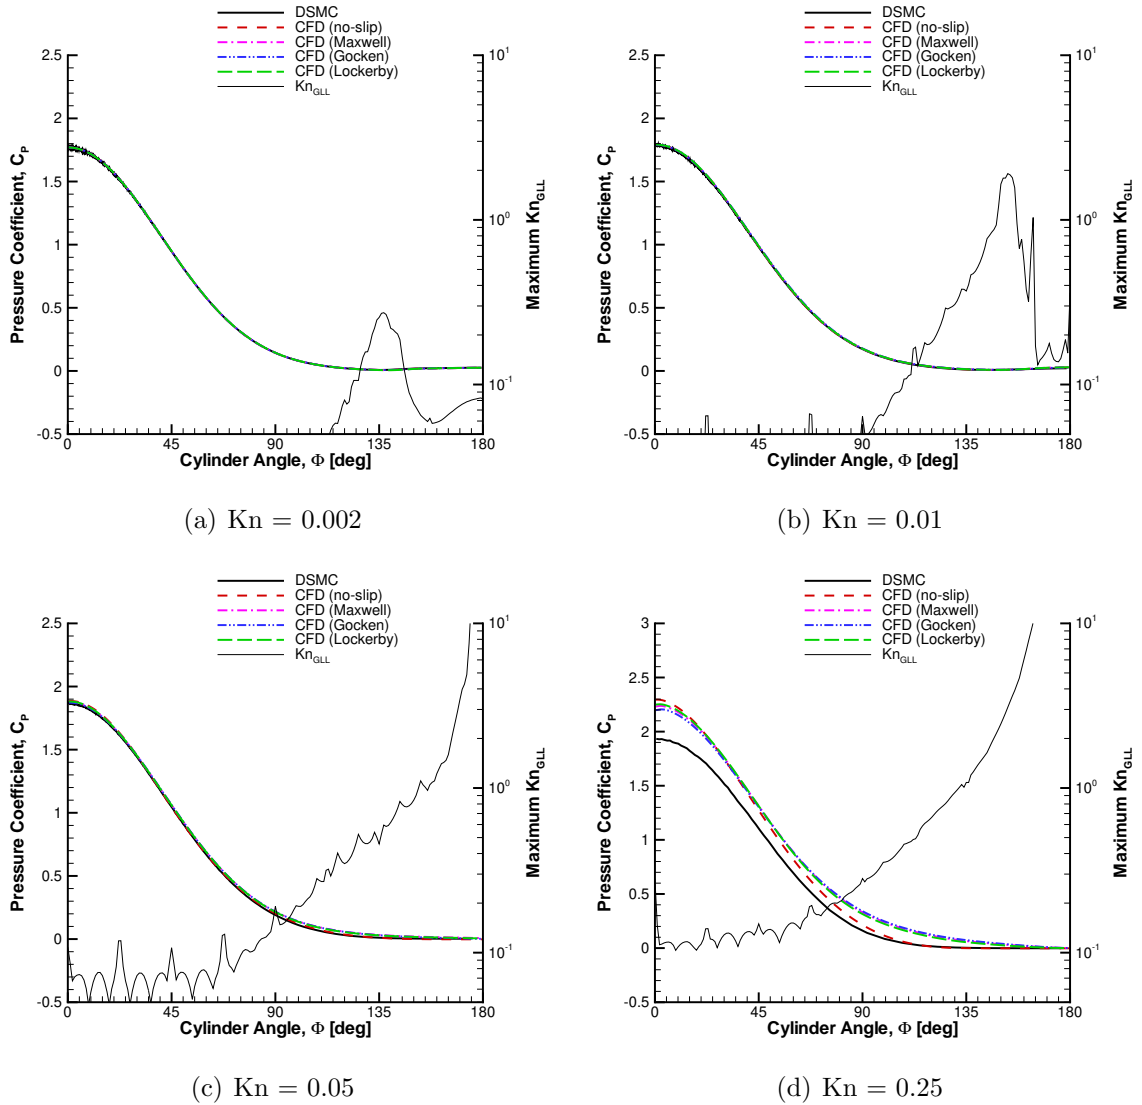 DSMC
CFD (no-slip)
CFD (Maxwell)
CFD (Gocken)
CFD (Lockerby)
Kn_GLL
2.5
2
1.5
1
0.5
0
-0.5
Pressure Coefficient, C_P
10^1
10^0
10^-1
Maximum Kn_GLL
0 45 90 135 180
Cylinder Angle, Φ [deg]
(a) Kn = 0.002
DSMC
CFD (no-slip)
CFD (Maxwell)
CFD (Gocken)
CFD (Lockerby)
Kn_GLL
2.5
2
1.5
1
0.5
0
-0.5
Pressure Coefficient, C_P
10^1
10^0
10^-1
Maximum Kn_GLL
0 45 90 135 180
Cylinder Angle, Φ [deg]
(b) Kn = 0.01
DSMC
CFD (no-slip)
CFD (Maxwell)
CFD (Gocken)
CFD (Lockerby)
Kn_GLL
2.5
2
1.5
1
0.5
0
-0.5
Pressure Coefficient, C_P
10^1
10^0
10^-1
Maximum Kn_GLL
0 45 90 135 180
Cylinder Angle, Φ [deg]
(c) Kn = 0.05
DSMC
CFD (no-slip)
CFD (Maxwell)
CFD (Gocken)
CFD (Lockerby)
Kn_GLL
3
2.5
2
1.5
1
0.5
0
-0.5
Pressure Coefficient, C_P
10^1
10^0
10^-1
Maximum Kn_GLL
0 45 90 135 180
Cylinder Angle, Φ [deg]
(d) Kn = 0.25